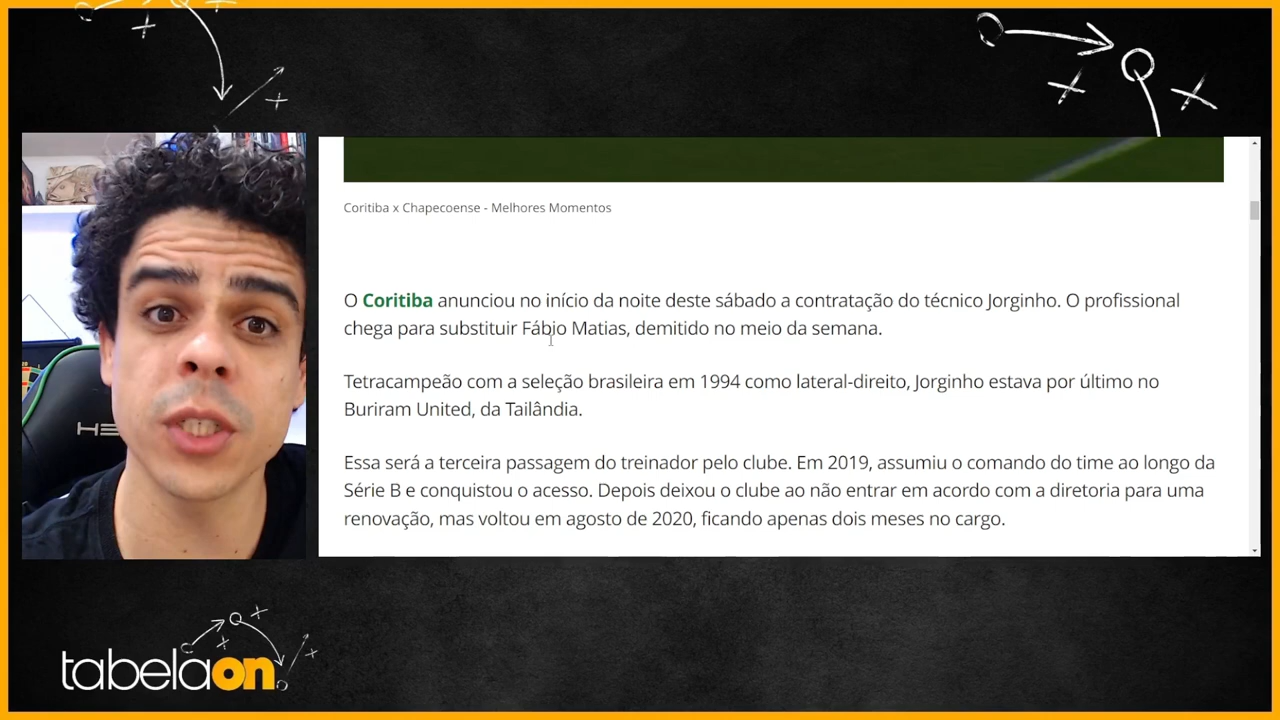 Coritiba x Chapecoense - Melhores Momentos
O Coritiba anunciou no início da noite deste sábado a contratação do técnico Jorginho. O profissional
chega para substituir Fábio Matias, demitido no meio da semana.
Tetracampeão com a seleção brasileira em 1994 como lateral-direito, Jorginho estava por último no
Buriram United, da Tailândia.
Essa será a terceira passagem do treinador pelo clube. Em 2019, assumiu o comando do time ao longo da
Série B e conquistou o acesso. Depois deixou o clube ao não entrar em acordo com a diretoria para uma
renovação, mas voltou em agosto de 2020, ficando apenas dois meses no cargo.
HE
tabelaon